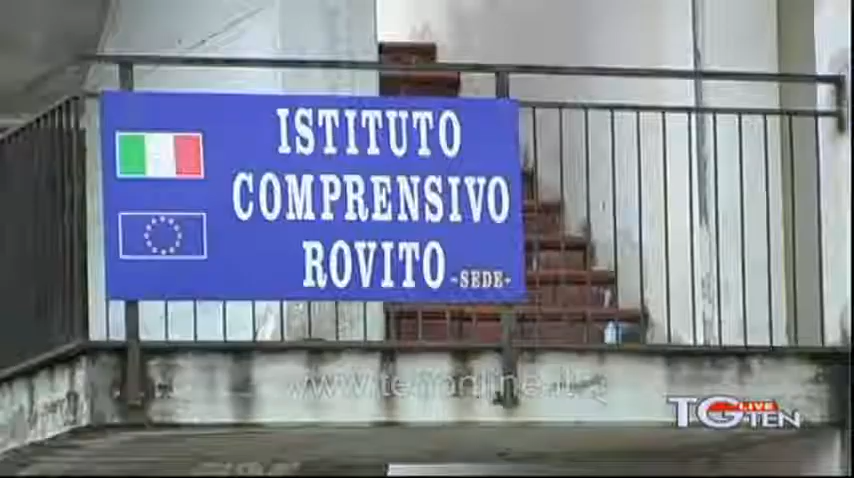 ISTITUTO
COMPRENSIVO
ROVITO -SEDE-
TG LIVE TEN